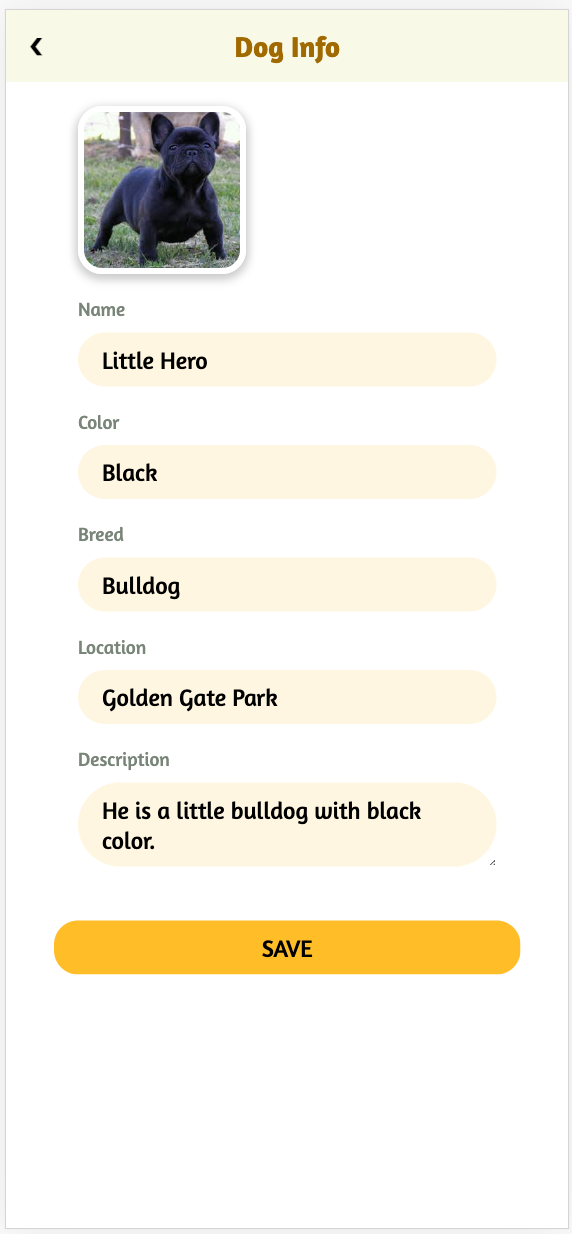 Dog Info
Name
Little Hero
Color
Black
Breed
Bulldog
Location
Golden Gate Park
Description
He is a little bulldog with black
color.
SAVE